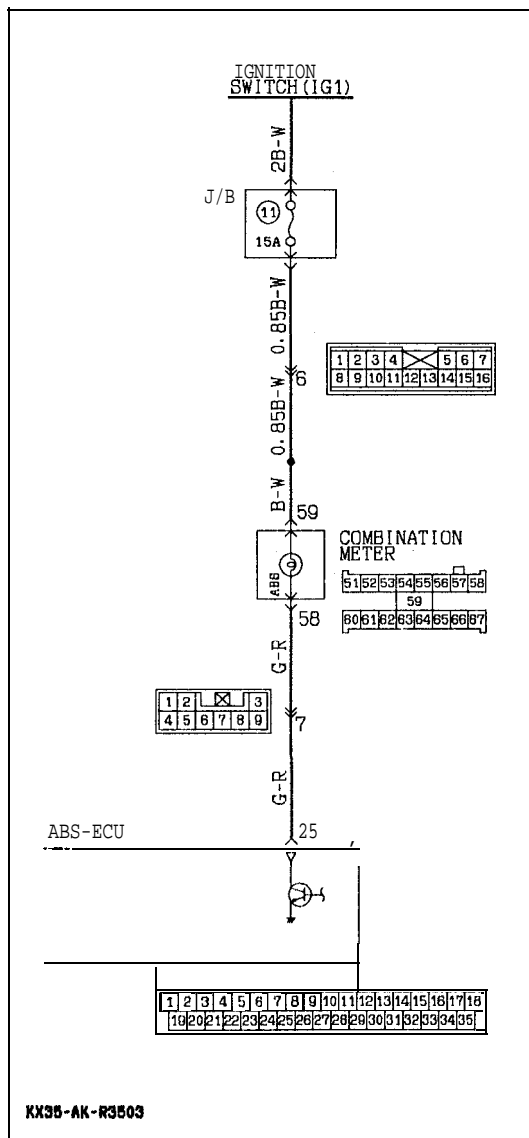 IGNITION
SWITCH(IG1)
2B-W
J/B
11
15A
0.85B-W
6
1 2 3 4 5 6 7
8 9 10 11 12 13 14 15 16
0.85B-W
B-W
59
COMBINATION
METER
ABS
51 52 53 54 55 56 57 58
59
60 61 62 63 64 65 66 67
58
G-R
1 2 3
4 5 6 7 8 9
7
G-R
ABS-ECU
25
1 2 3 4 5 6 7 8 9 10 11 12 13 14 15 16 17 18
19 20 21 22 23 24 25 26 27 28 29 30 31 32 33 34 35
KX35-AK-R3503